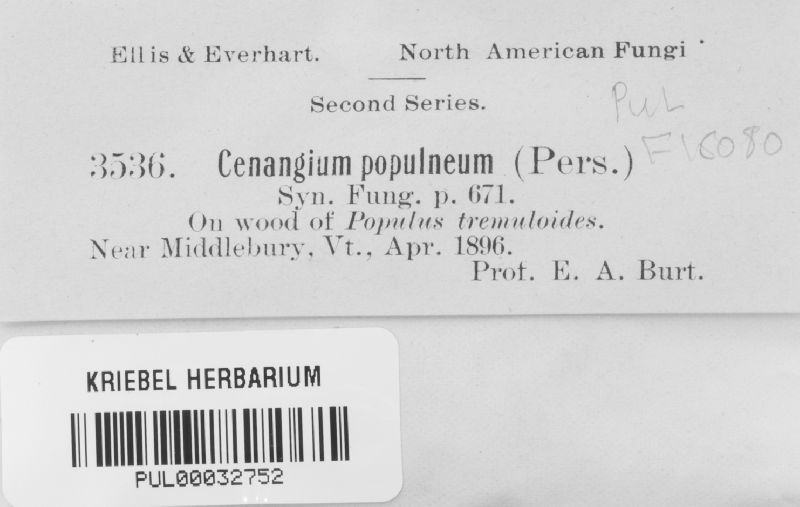 Ellis & Everhart. North American Fungi
Second Series.
PUL
F16080
3536. Cenangium populneum (Pers.)
Syn. Fung. p. 671.
On wood of Populus tremuloides.
Near Middlebury, Vt., Apr. 1896.
Prof. E. A. Burt.
KRIEBEL HERBARIUM
PUL00032752